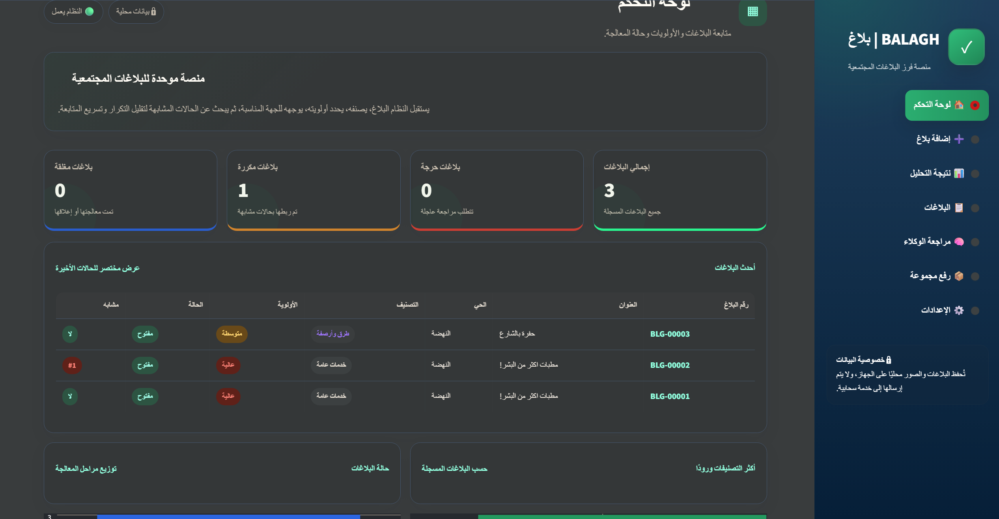 BALAGH | بلاغ
منصة فرز البلاغات المجتمعية
لوحة التحكم
إضافة بلاغ
نتيجة التحليل
البلاغات
مراجعة الوكلاء
رفع مجموعة
الإعدادات
خصوصية البيانات
تُحفظ البلاغات والصور محليًا على الجهاز، ولا يتم
إرسالها إلى خدمة سحابية.
لوحة التحكم
متابعة البلاغات والأولويات وحالة المعالجة.
بيانات محلية
النظام يعمل
منصة موحدة للبلاغات المجتمعية
يستقبل النظام البلاغ، يصنفه، يحدد أولويته، يوجهه للجهة المناسبة، ثم يبحث عن الحالات المشابهة لتقليل التكرار وتسريع المتابعة.
إجمالي البلاغات
3
جميع البلاغات المسجلة
بلاغات حرجة
0
تتطلب مراجعة عاجلة
بلاغات مكررة
1
تم ربطها بحالات مشابهة
بلاغات مغلقة
0
تمت معالجتها أو إغلاقها
أحدث البلاغات
عرض مختصر للحالات الأخيرة
رقم البلاغ العنوان الحي التصنيف الأولوية الحالة مشابه
BLG-00003 حفرة بالشارع النهضة طرق وأرصفة متوسطة مفتوح لا
BLG-00002 مطبات اكثر من البشر! النهضة خدمات عامة عالية مفتوح #1
BLG-00001 مطبات اكثر من البشر! النهضة خدمات عامة عالية مفتوح لا
أكثر التصنيفات ورودًا
حسب البلاغات المسجلة
حالة البلاغات
توزيع مراحل المعالجة
3